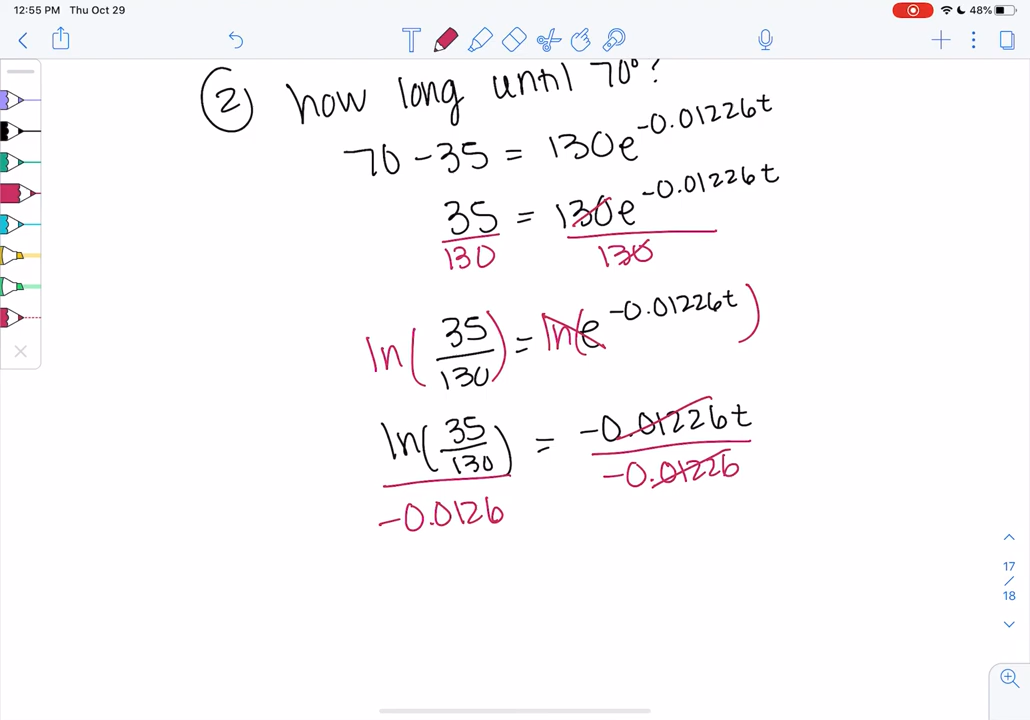 12:55 PM Thu Oct 29 48%
T
② how long until 70°?
70 - 35 = 130e^-0.01226t
35/130 = 130e^-0.01226t/130
ln(35/130) = ln(e^-0.01226t)
ln(35/130)/-0.0126 = -0.01226t/-0.01226
17
/
18